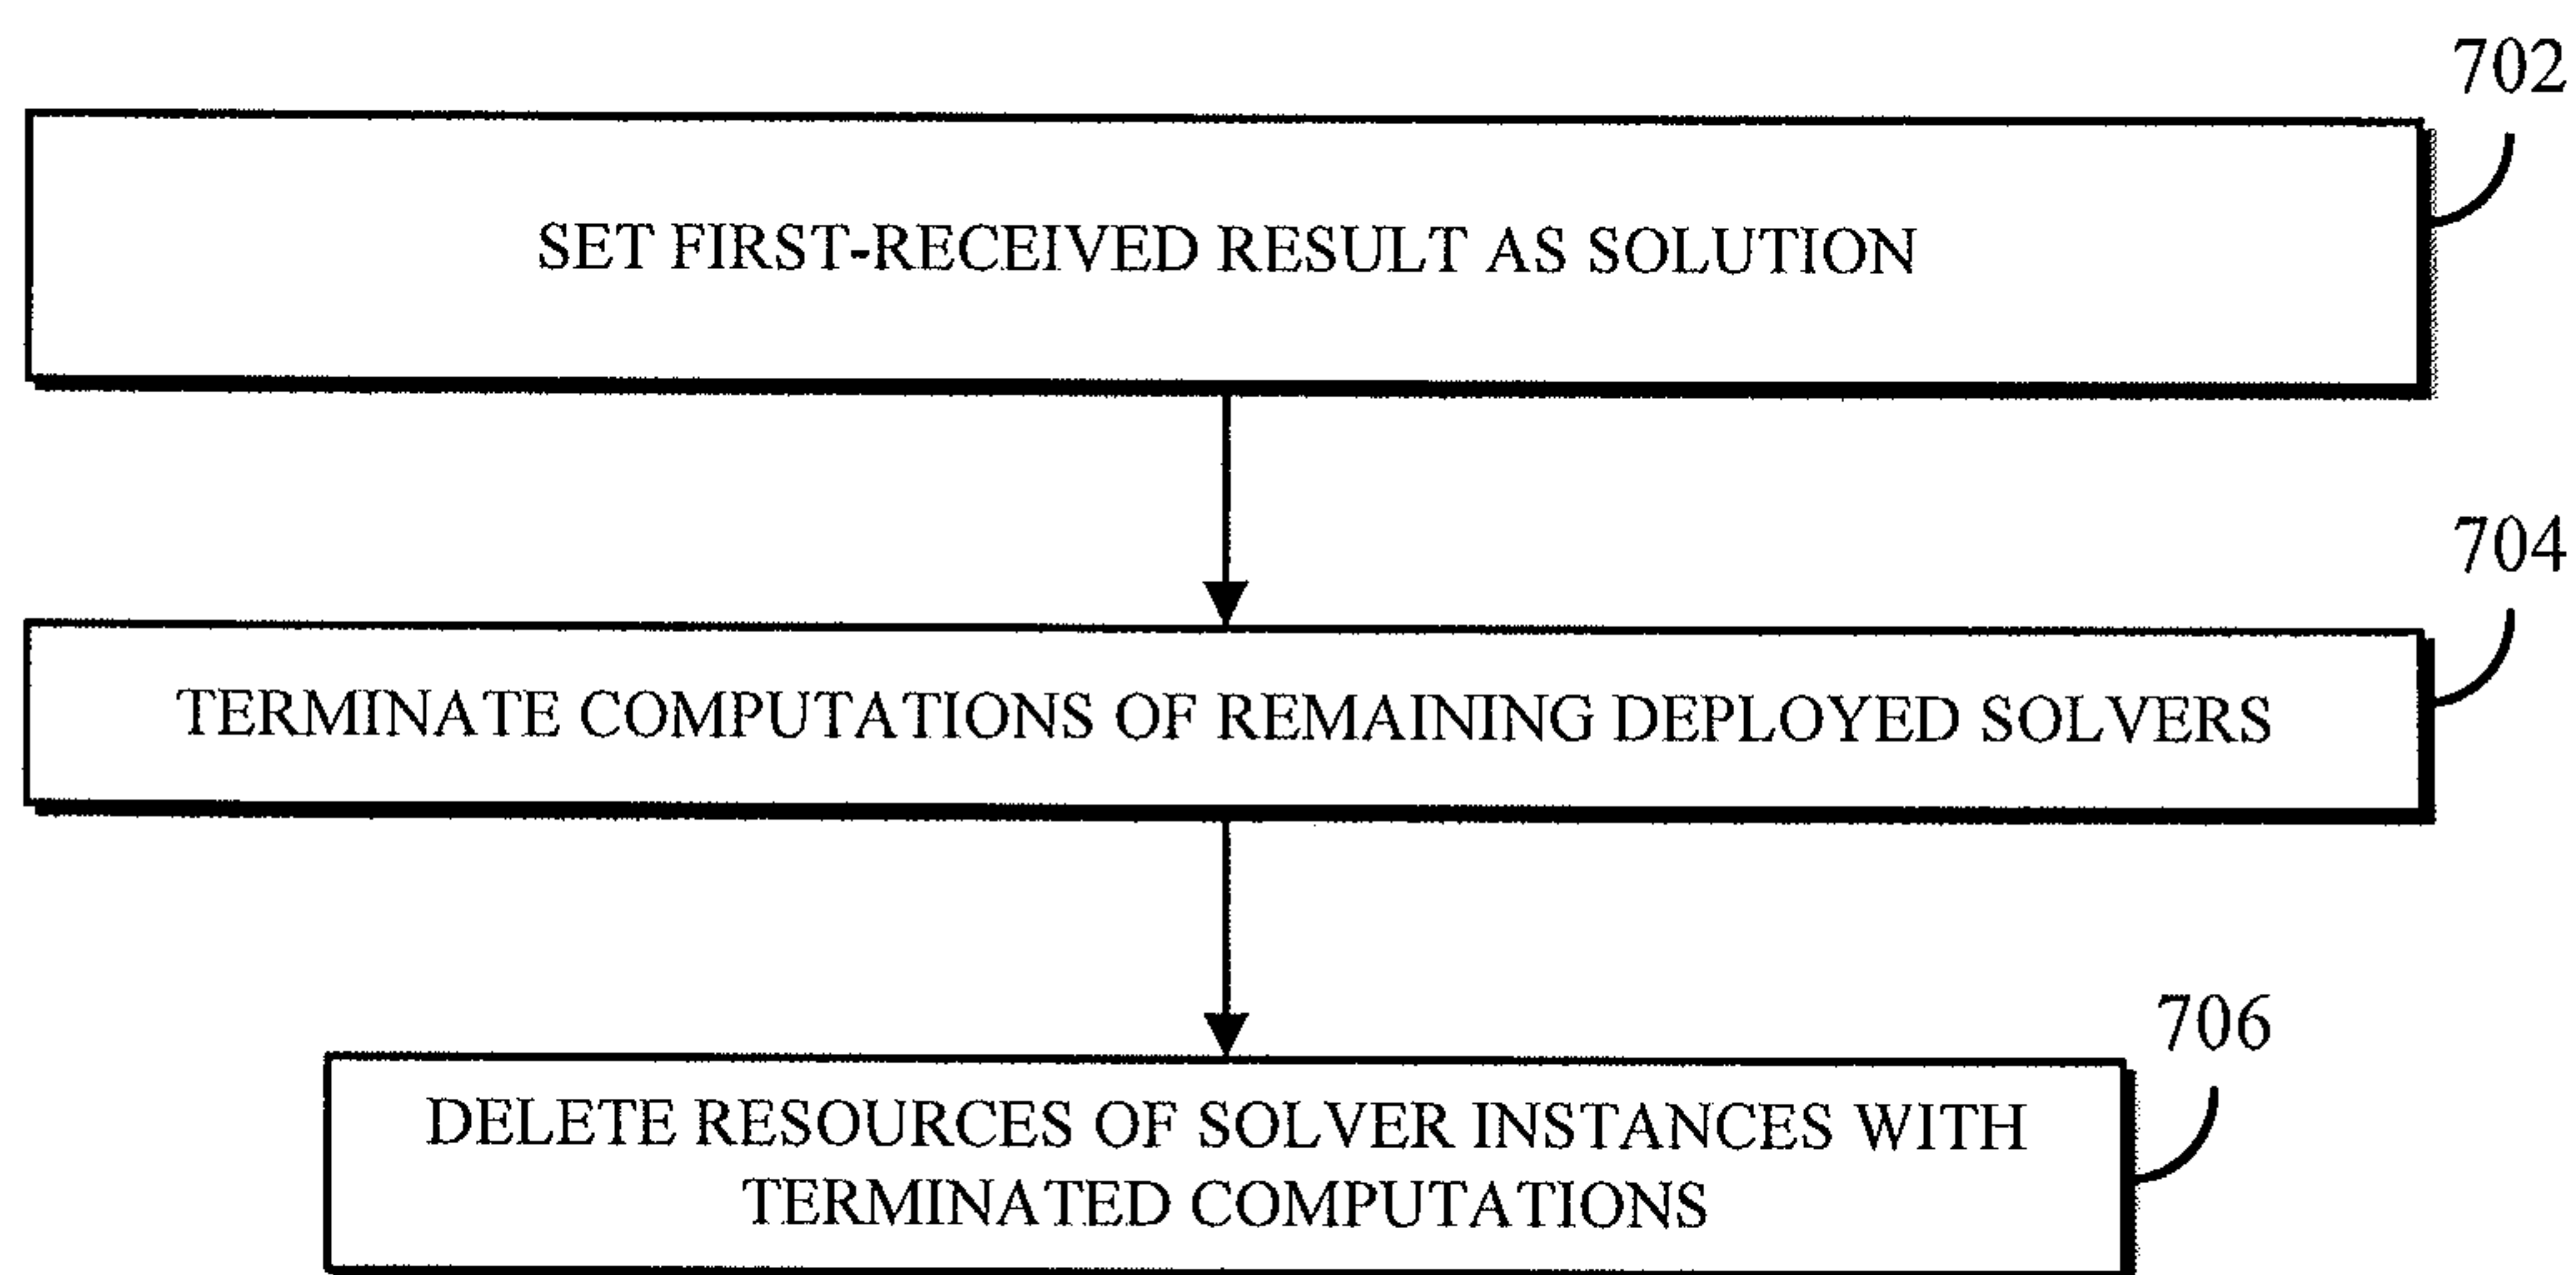 702
SET FIRST-RECEIVED RESULT AS SOLUTION
704
TERMINATE COMPUTATIONS OF REMAINING DEPLOYED SOLVERS
706
DELETE RESOURCES OF SOLVER INSTANCES WITH
TERMINATED COMPUTATIONS